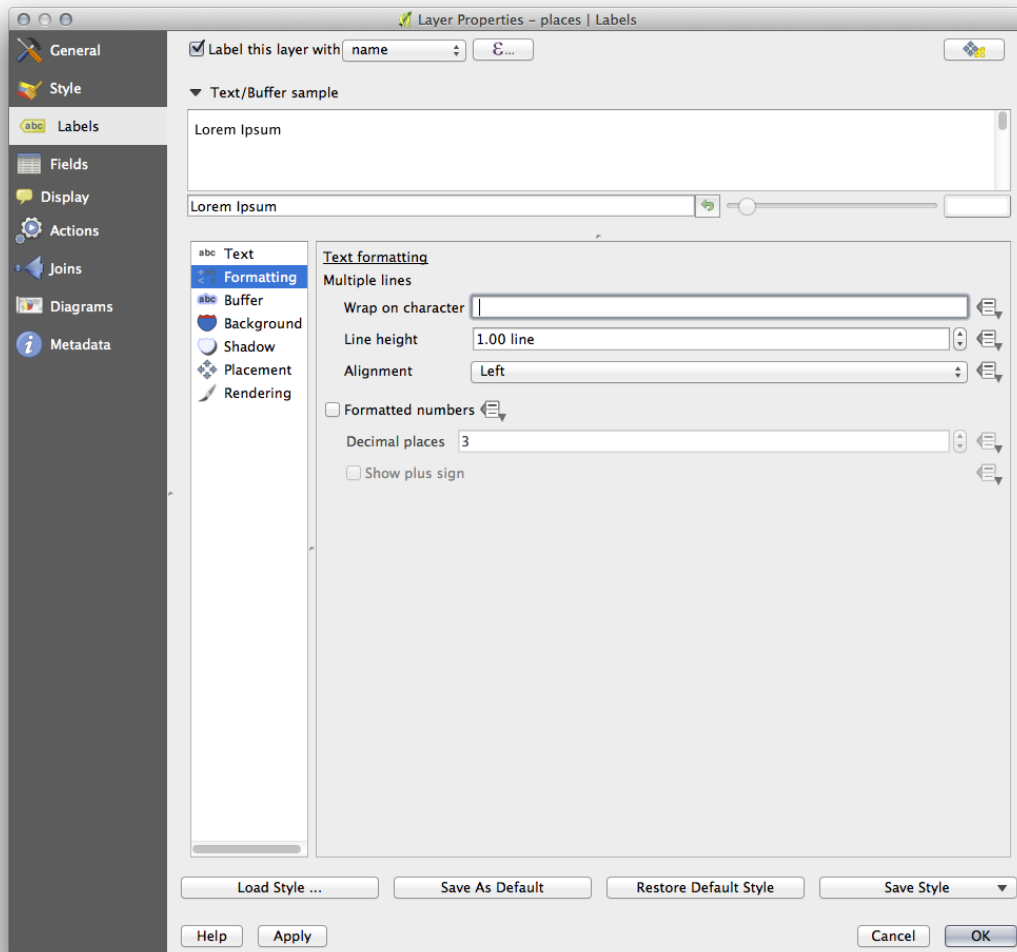 Layer Properties – places | Labels
General
Style
abc Labels
Fields
Display
Actions
Joins
Diagrams
Metadata
Label this layer with name ε...
Text/Buffer sample
Lorem Ipsum
Lorem Ipsum
abc Text
Formatting
abc Buffer
Background
Shadow
Placement
Rendering
Text formatting
Multiple lines
Wrap on character
Line height 1.00 line
Alignment Left
Formatted numbers
Decimal places 3
Show plus sign
Load Style ... Save As Default Restore Default Style Save Style
Help Apply Cancel OK